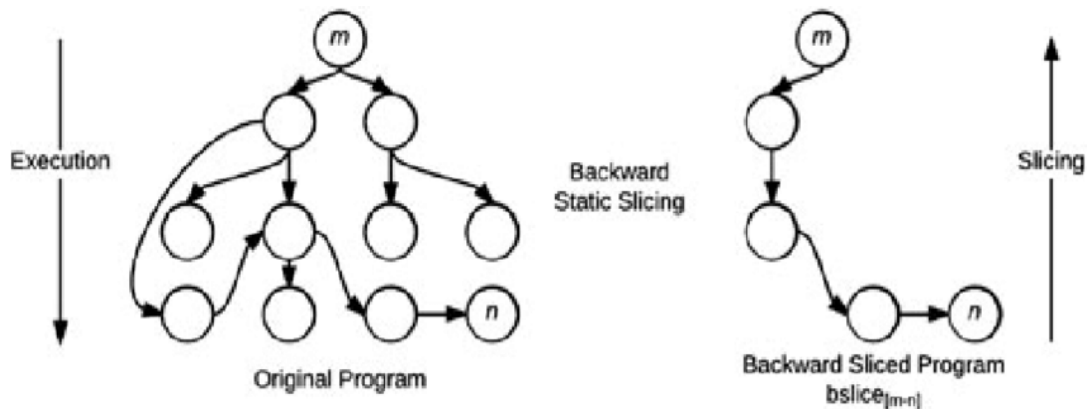 m
m
Execution
Backward
Static Slicing
Slicing
n
n
Original Program
Backward Sliced Program
bslice[m-n]